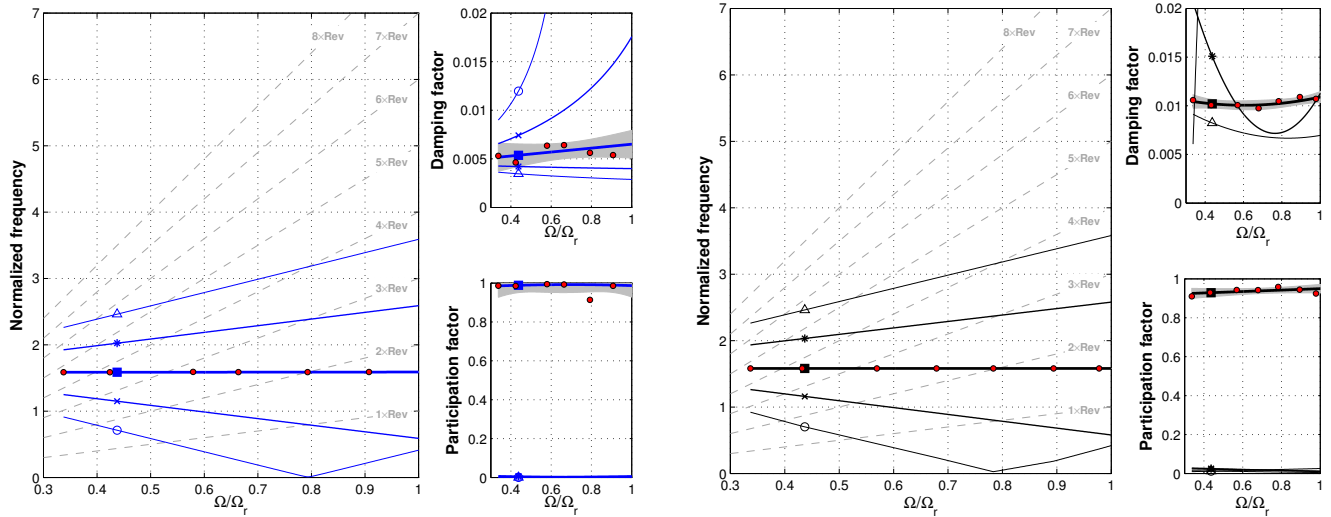 Normalized frequency
7
6
5
4
3
2
1
0
0.3
0.4
0.5
0.6
0.7
0.8
0.9
1
Ω/Ωr
8×Rev
7×Rev
6×Rev
5×Rev
4×Rev
3×Rev
2×Rev
1×Rev
Damping factor
0.02
0.015
0.01
0.005
0
0.4
0.6
0.8
1
Ω/Ωr
Participation factor
1
0.8
0.6
0.4
0.2
0
0.4
0.6
0.8
1
Ω/Ωr
Normalized frequency
7
6
5
4
3
2
1
0
0.3
0.4
0.5
0.6
0.7
0.8
0.9
1
Ω/Ωr
8×Rev
7×Rev
6×Rev
5×Rev
4×Rev
3×Rev
2×Rev
1×Rev
Damping factor
0.02
0.015
0.01
0.005
0
0.4
0.6
0.8
1
Ω/Ωr
Participation factor
1
0.8
0.6
0.4
0.2
0
0.4
0.6
0.8
1
Ω/Ωr